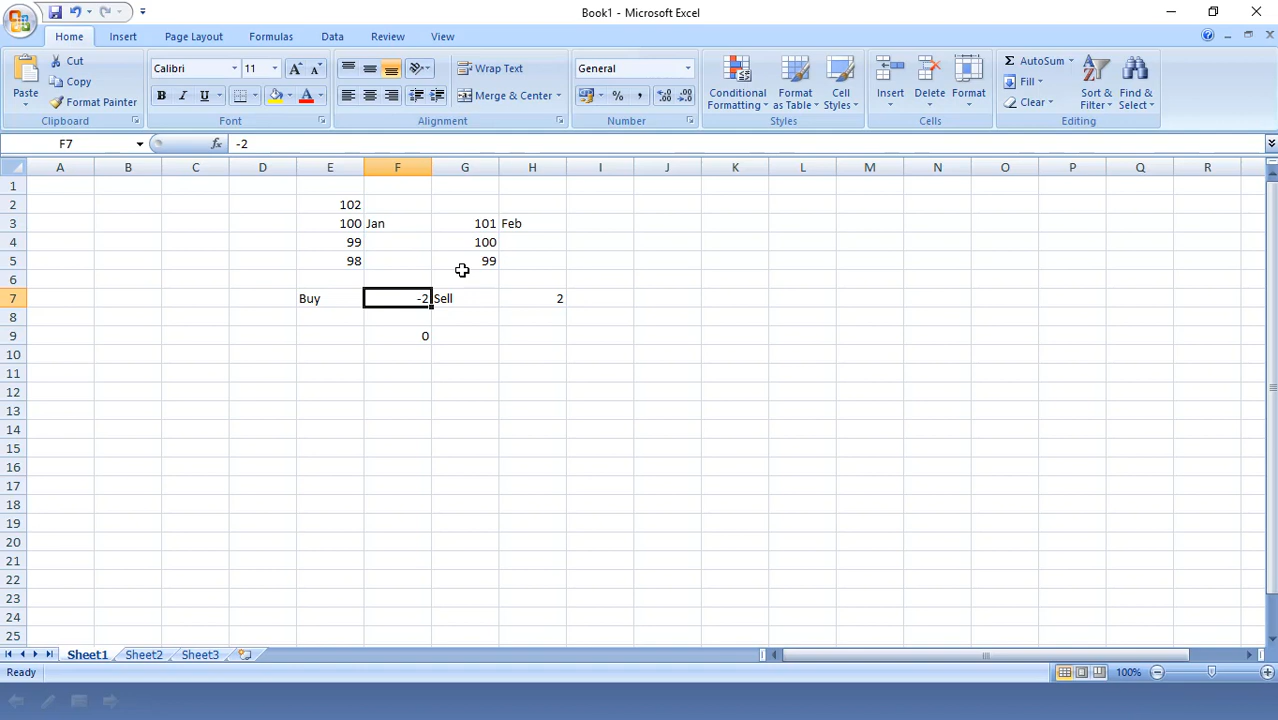 Book1 - Microsoft Excel
Home Insert Page Layout Formulas Data Review View
Paste Cut Copy Format Painter
Calibri 11
B I U
Wrap Text
Merge & Center
General
$ % ,
Conditional Formatting
Format as Table
Cell Styles
Insert Delete Format
Σ AutoSum
Fill
Clear
Sort & Filter
Find & Select
Clipboard Font Alignment Number Styles Cells Editing
F7 fx -2
A B C D E F G H I J K L M N O P Q R
1
2 102
3 100 Jan 101 Feb
4 99 100
5 98 99
6
7 Buy -2 Sell 2
8
9 0
10
11
12
13
14
15
16
17
18
19
20
21
22
23
24
25
Sheet1 Sheet2 Sheet3
Ready 100%